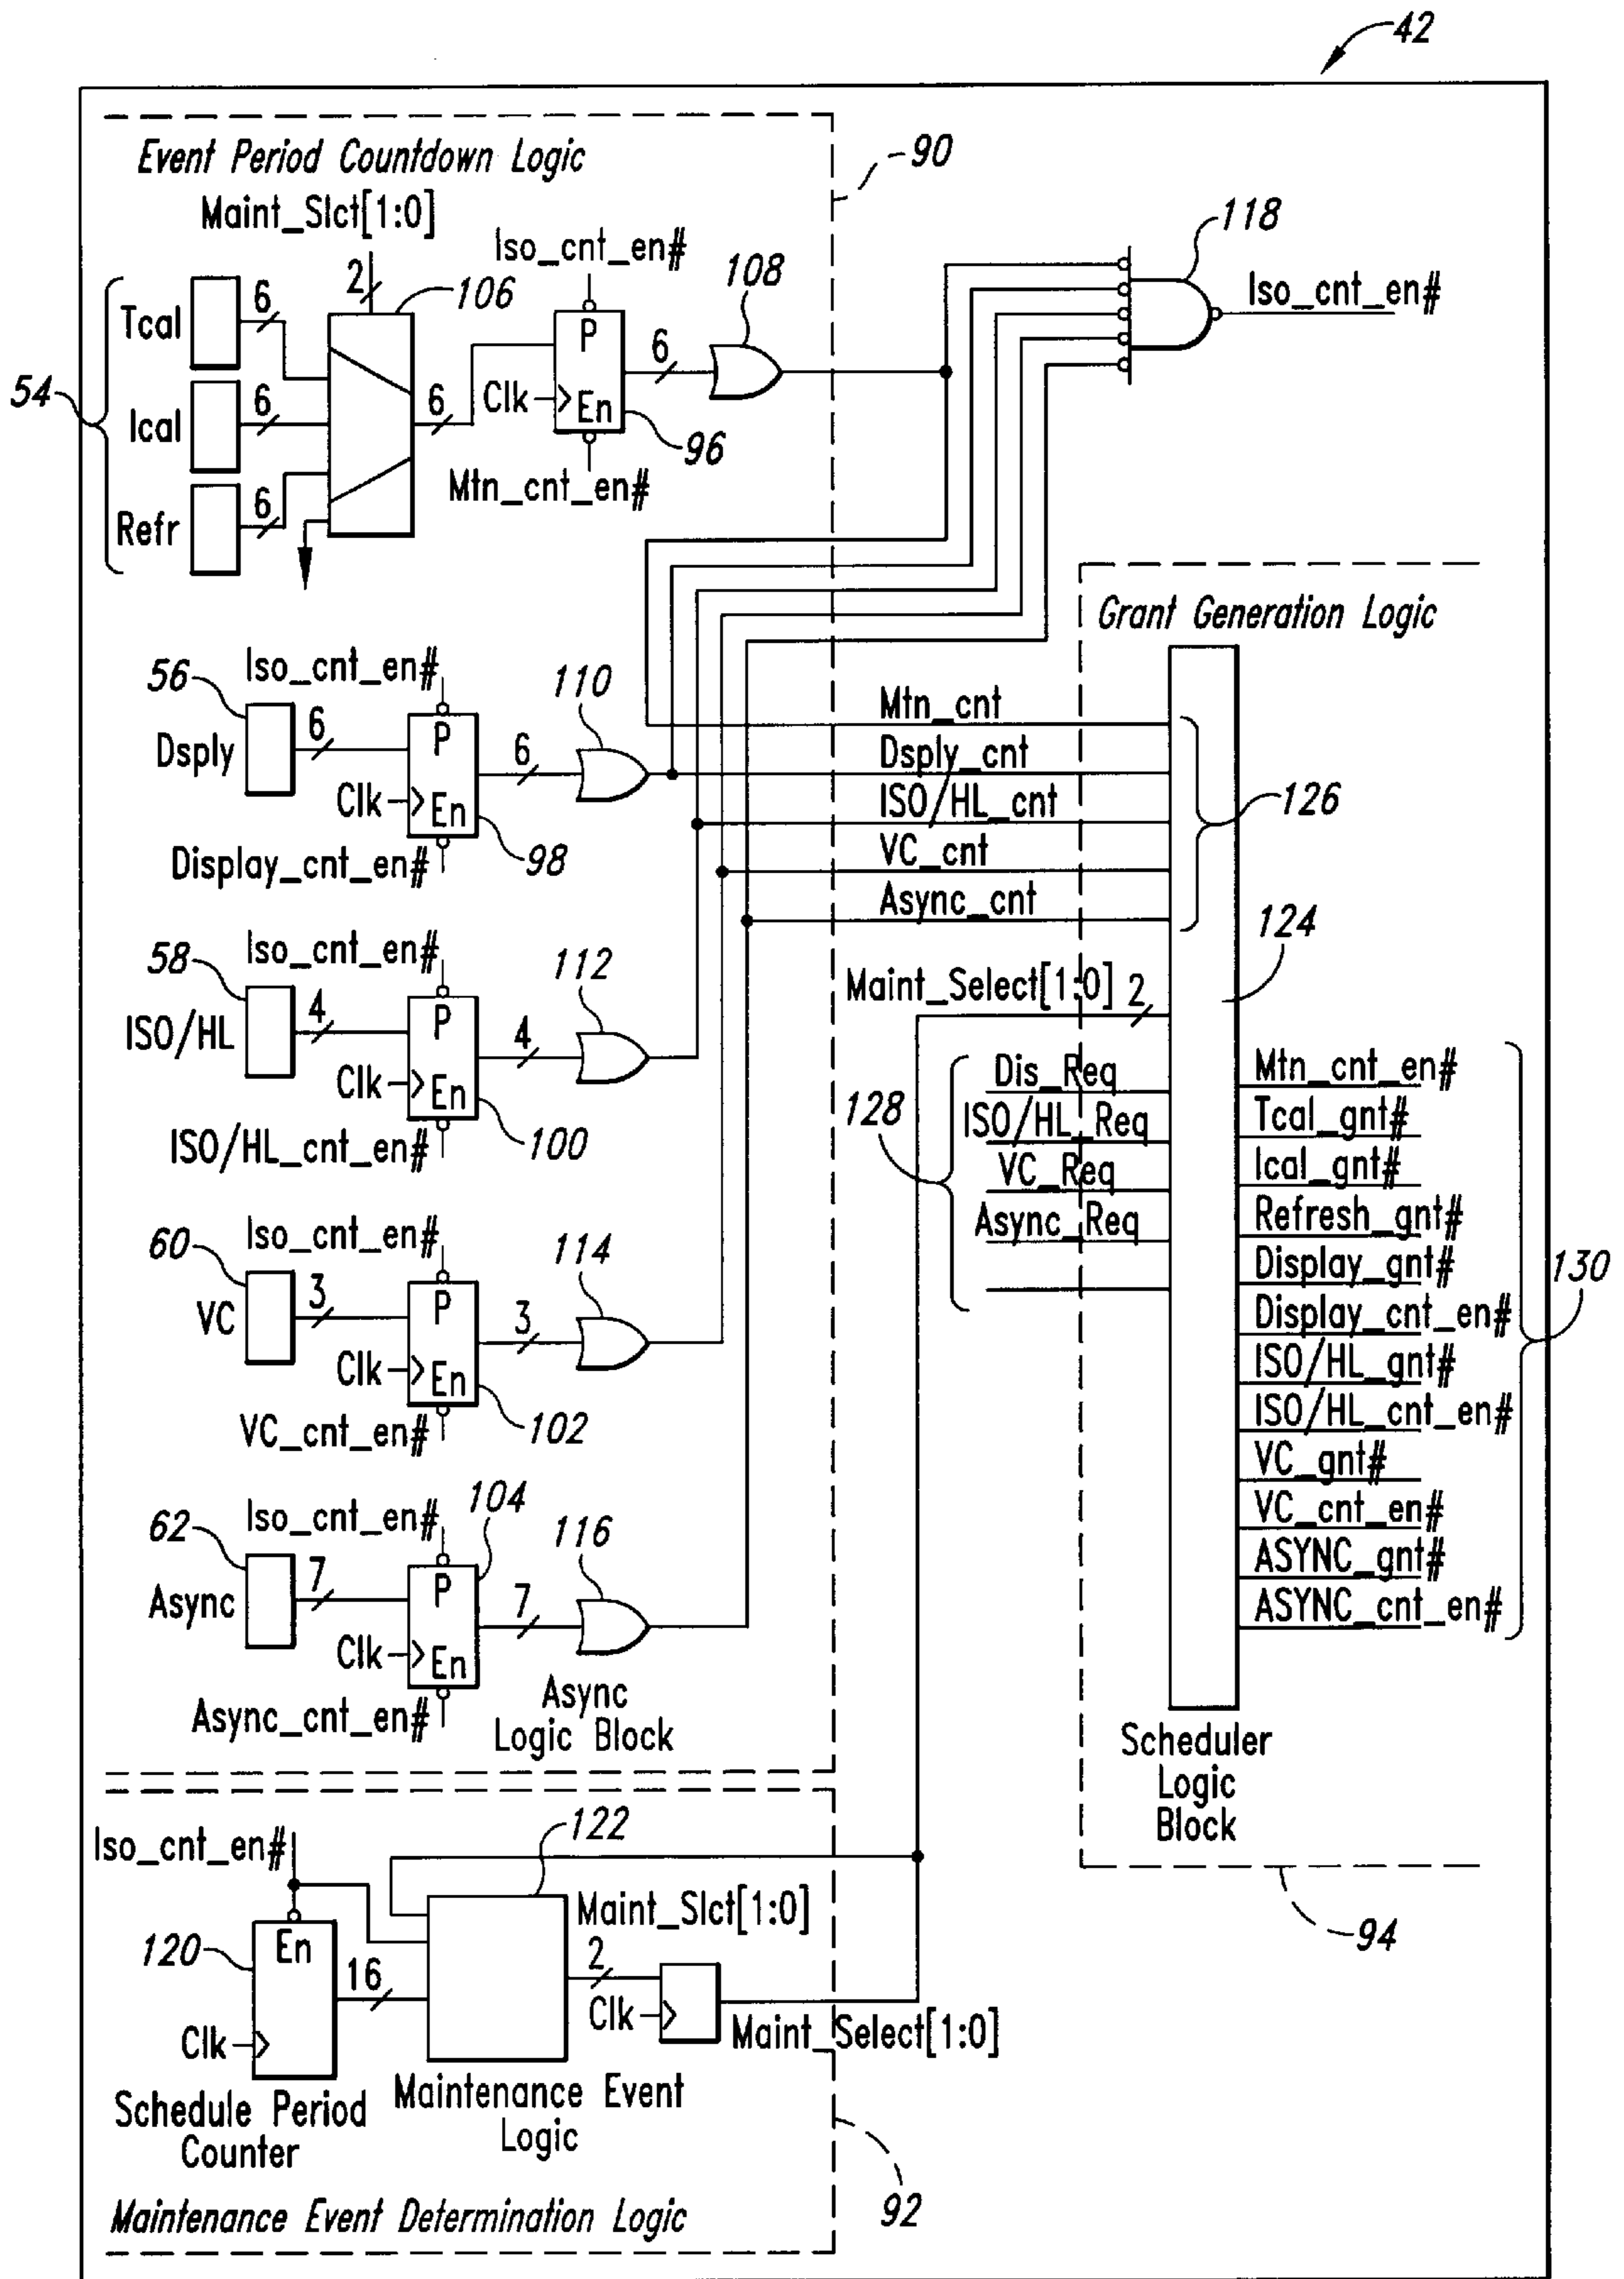 42
Event Period Countdown Logic
90
Maint_Slct[1:0]
2
106
Iso_cnt_en#
108
118
Iso_cnt_en#
54
Tcal
6
Ical
6
Refr
6
6
P
Clk
En
6
96
Mtn_cnt_en#
56
Dsply
6
Iso_cnt_en#
P
Clk
En
98
Display_cnt_en#
6
110
58
ISO/HL
4
Iso_cnt_en#
P
Clk
En
100
ISO/HL_cnt_en#
4
112
60
VC
3
Iso_cnt_en#
P
Clk
En
102
VC_cnt_en#
3
114
62
Async
7
Iso_cnt_en#
104
P
Clk
En
Async_cnt_en#
7
116
Async
Logic Block
Grant Generation Logic
Mtn_cnt
Dsply_cnt
ISO/HL_cnt
VC_cnt
Async_cnt
126
124
Maint_Select[1:0]
2
128
Dis_Req
ISO/HL_Req
VC_Req
Async_Req
Mtn_cnt_en#
Tcal_gnt#
Ical_gnt#
Refresh_gnt#
Display_gnt#
Display_cnt_en#
ISO/HL_gnt#
ISO/HL_cnt_en#
VC_gnt#
VC_cnt_en#
ASYNC_gnt#
ASYNC_cnt_en#
130
Scheduler
Logic
Block
94
Iso_cnt_en#
120
En
Clk
16
122
Maint_Slct[1:0]
2
Clk
Maint_Select[1:0]
Schedule Period
Counter
Maintenance Event
Logic
92
Maintenance Event Determination Logic